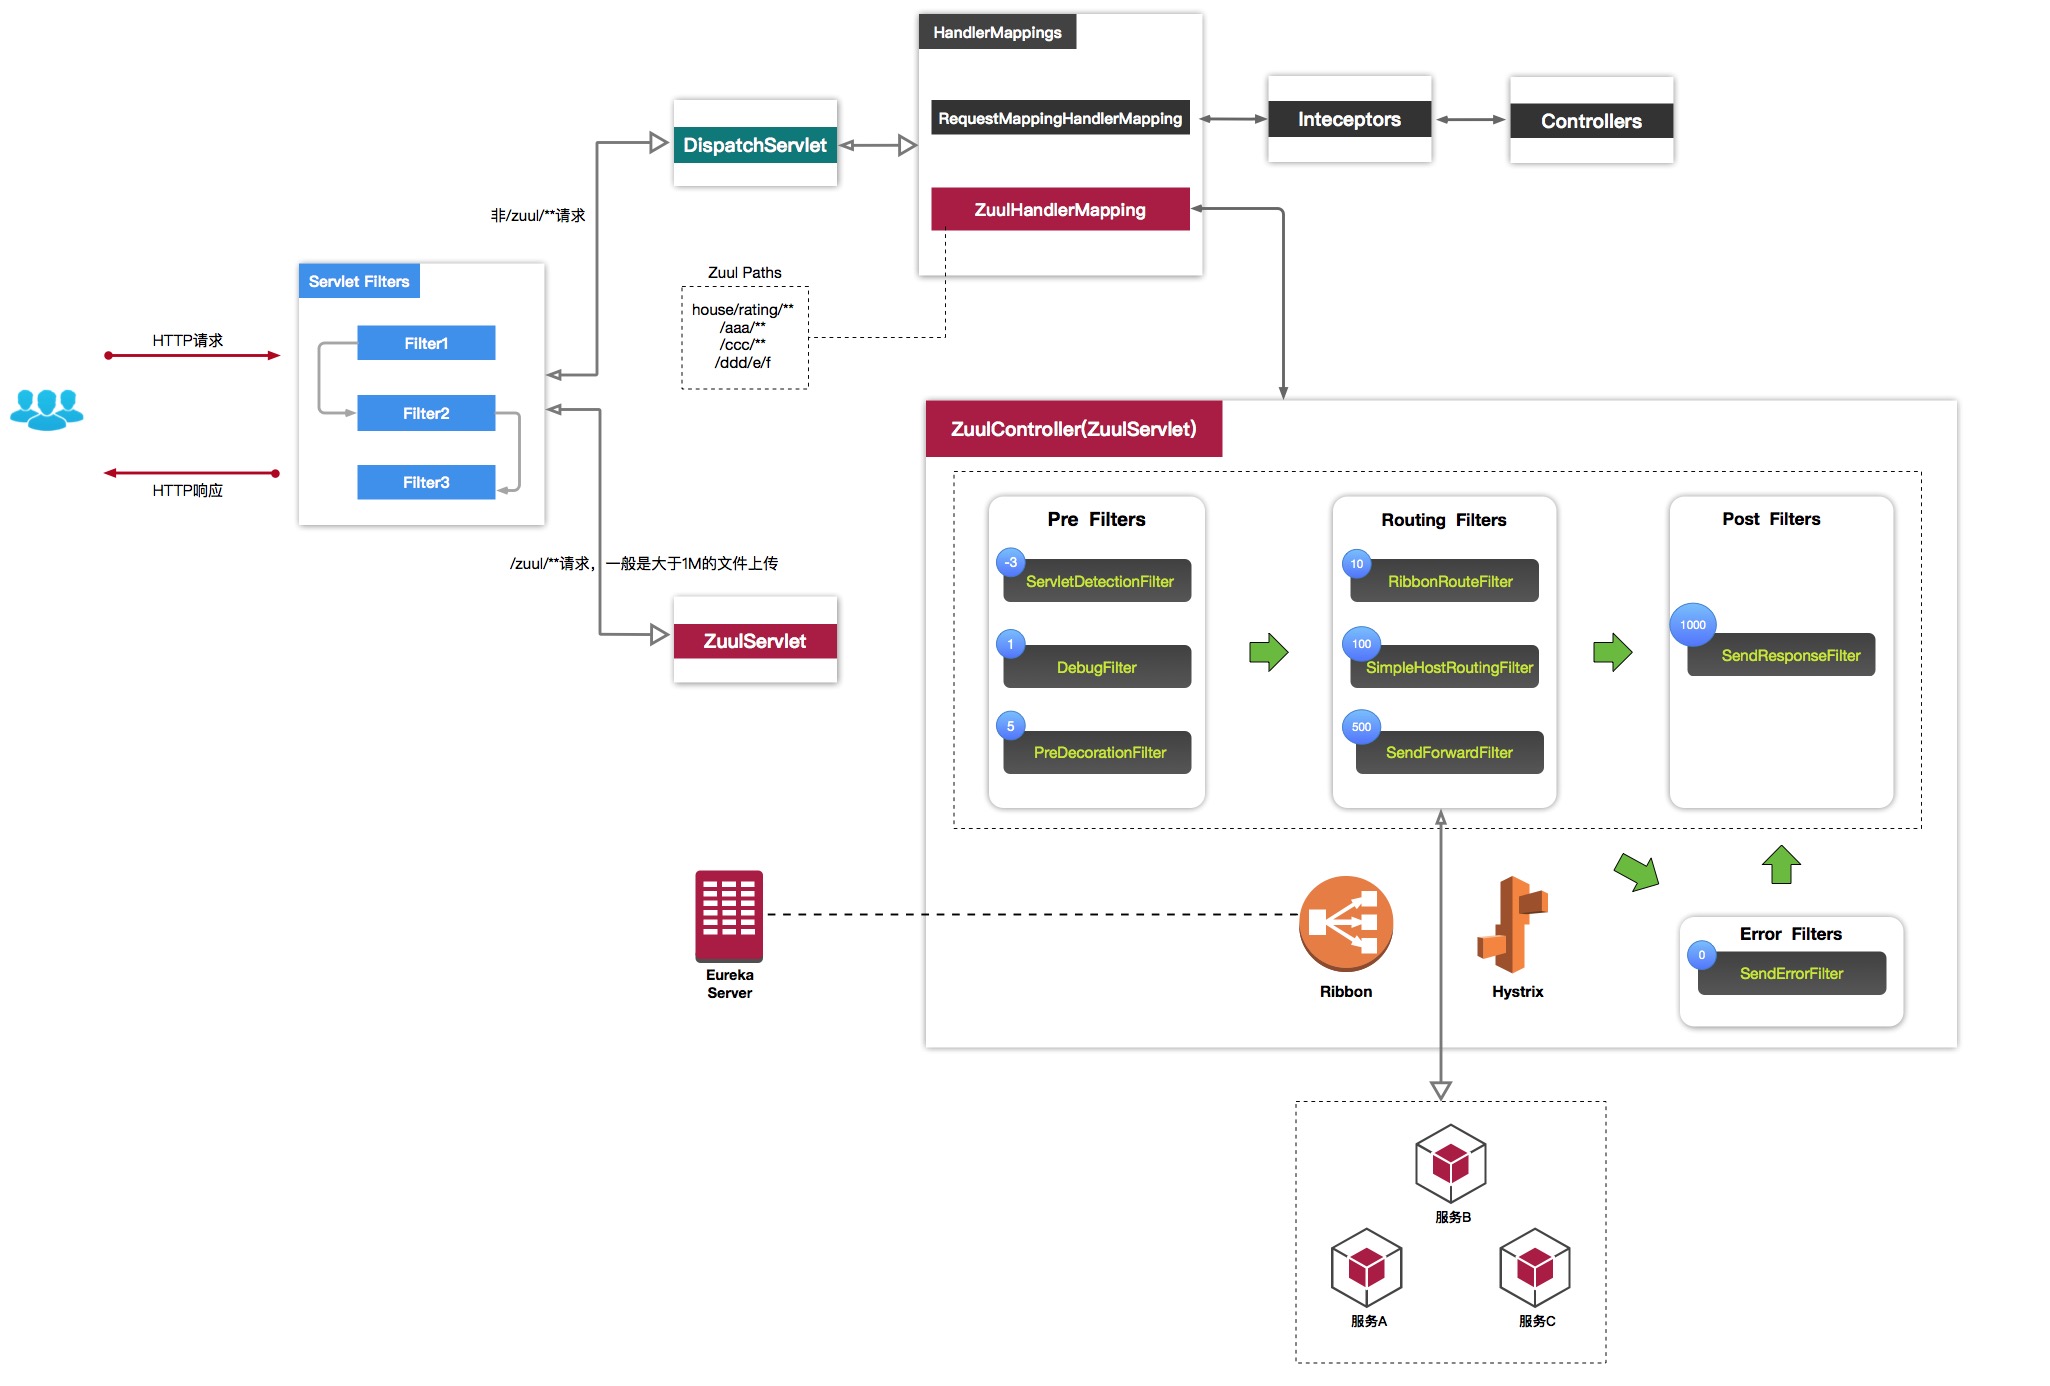 HandlerMappings
RequestMappingHandlerMapping
Inteceptors
Controllers
DispatchServlet
ZuulHandlerMapping
非/zuul/**请求
Zuul Paths
house/rating/**
/aaa/**
/ccc/**
/ddd/e/f
Servlet Filters
Filter1
Filter2
Filter3
HTTP请求
HTTP响应
/zuul/**请求，一般是大于1M的文件上传
ZuulServlet
ZuulController(ZuulServlet)
Pre Filters
-3
ServletDetectionFilter
1
DebugFilter
5
PreDecorationFilter
Routing Filters
10
RibbonRouteFilter
100
SimpleHostRoutingFilter
500
SendForwardFilter
Post Filters
1000
SendResponseFilter
Error Filters
0
SendErrorFilter
Eureka
Server
Ribbon
Hystrix
服务B
服务A
服务C